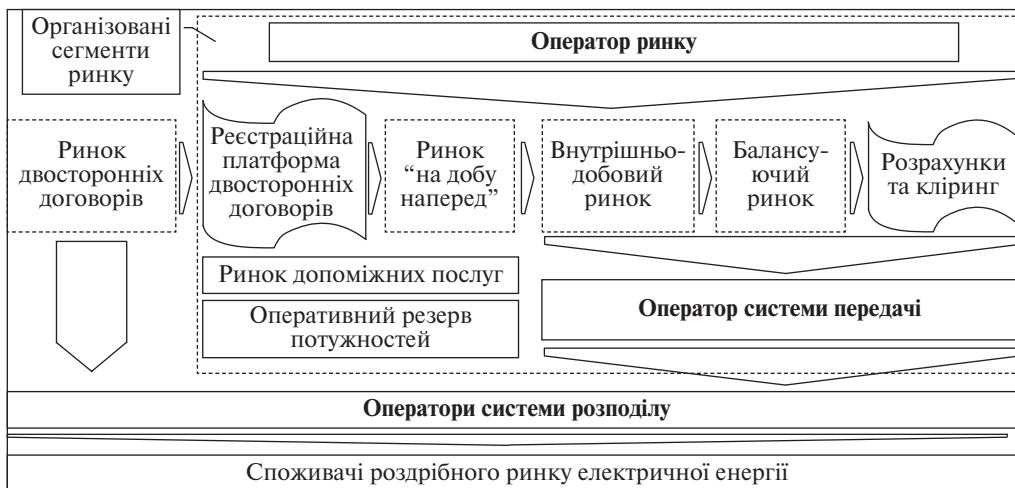 Організовані
сегменти
ринку
Оператор ринку
Ринок
двосторонніх
договорів
Реєстраційна
платформа
двосторонніх
договорів
Ринок
“на добу
наперед”
Внутрішньо-
добовий
ринок
Балансу-
ючий
ринок
Розрахунки
та кліринг
Ринок допоміжних послуг
Оперативний резерв
потужностей
Оператор системи передачі
Оператори системи розподілу
Споживачі роздрібного ринку електричної енергії